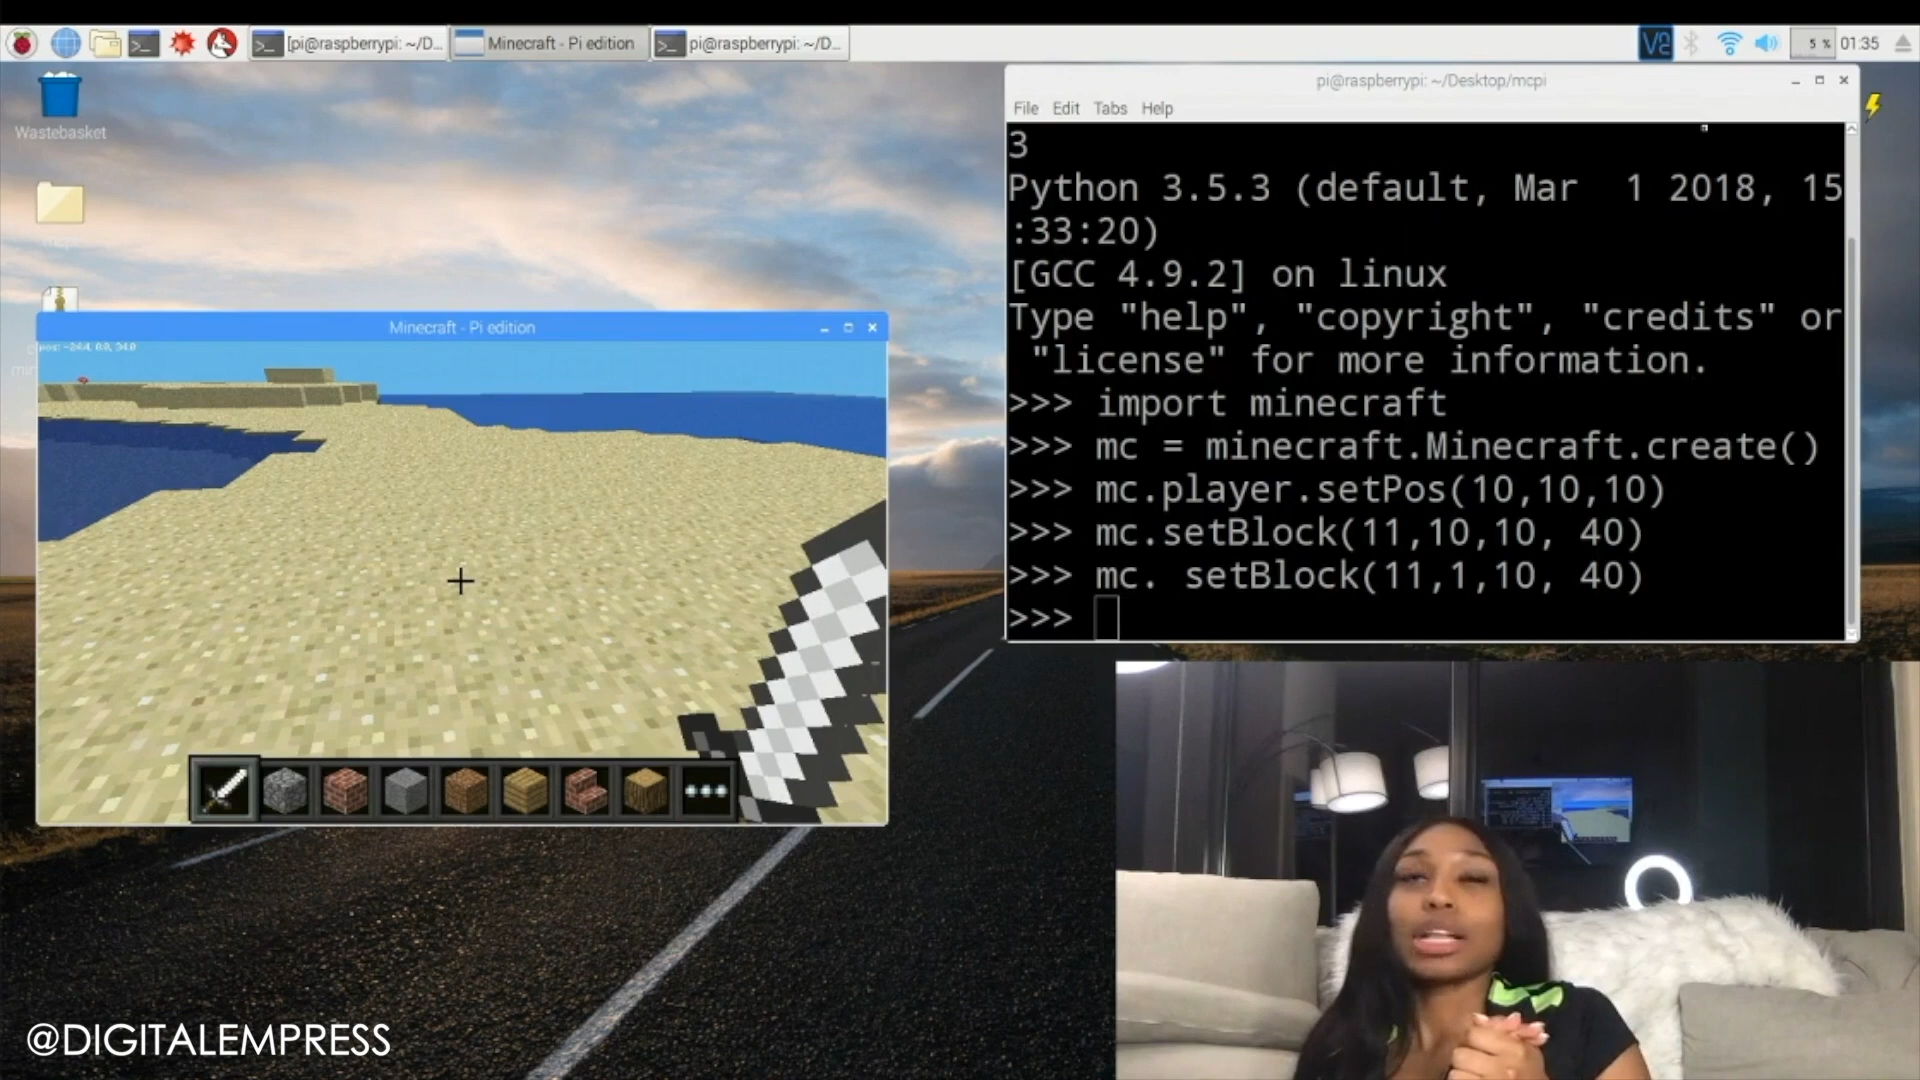 [pi@raspberrypi: ~/D...
Minecraft - Pi edition
pi@raspberrypi: ~/D...
5 %
01:35
Wastebasket
pi@raspberrypi: ~/Desktop/mcpi
File Edit Tabs Help
3
Python 3.5.3 (default, Mar  1 2018, 15
:33:20)
[GCC 4.9.2] on linux
Type "help", "copyright", "credits" or
 "license" for more information.
>>> import minecraft
>>> mc = minecraft.Minecraft.create()
>>> mc.player.setPos(10,10,10)
>>> mc.setBlock(11,10,10, 40)
>>> mc. setBlock(11,1,10, 40)
>>>
Minecraft - Pi edition
@DIGITALEMPRESS